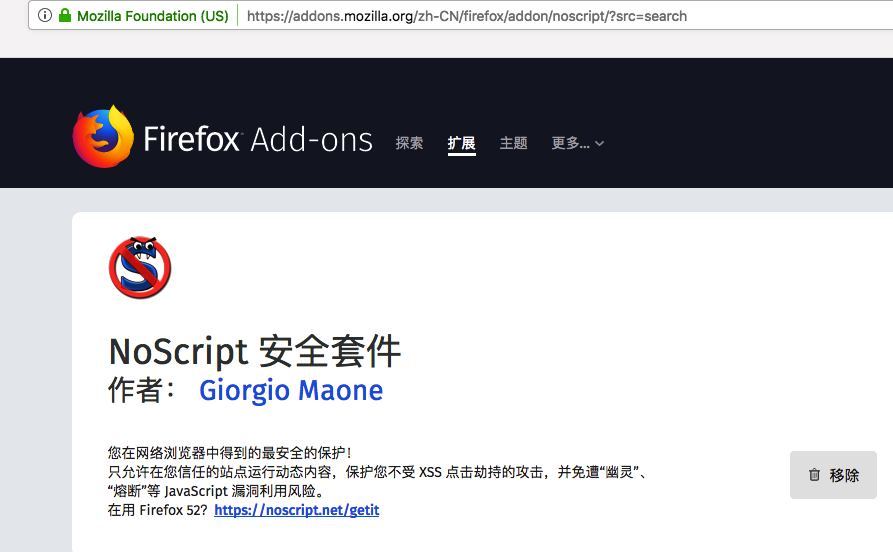 Mozilla Foundation (US) https://addons.mozilla.org/zh-CN/firefox/addon/noscript/?src=search
Firefox Add-ons 探索 扩展 主题 更多...
NoScript 安全套件
作者： Giorgio Maone
您在网络浏览器中得到的最安全的保护！
只允许在您信任的站点运行动态内容，保护您不受 XSS 点击劫持的攻击，并免遭“幽灵”、
“熔断”等 JavaScript 漏洞利用风险。
移除
在用 Firefox 52？ https://noscript.net/getit